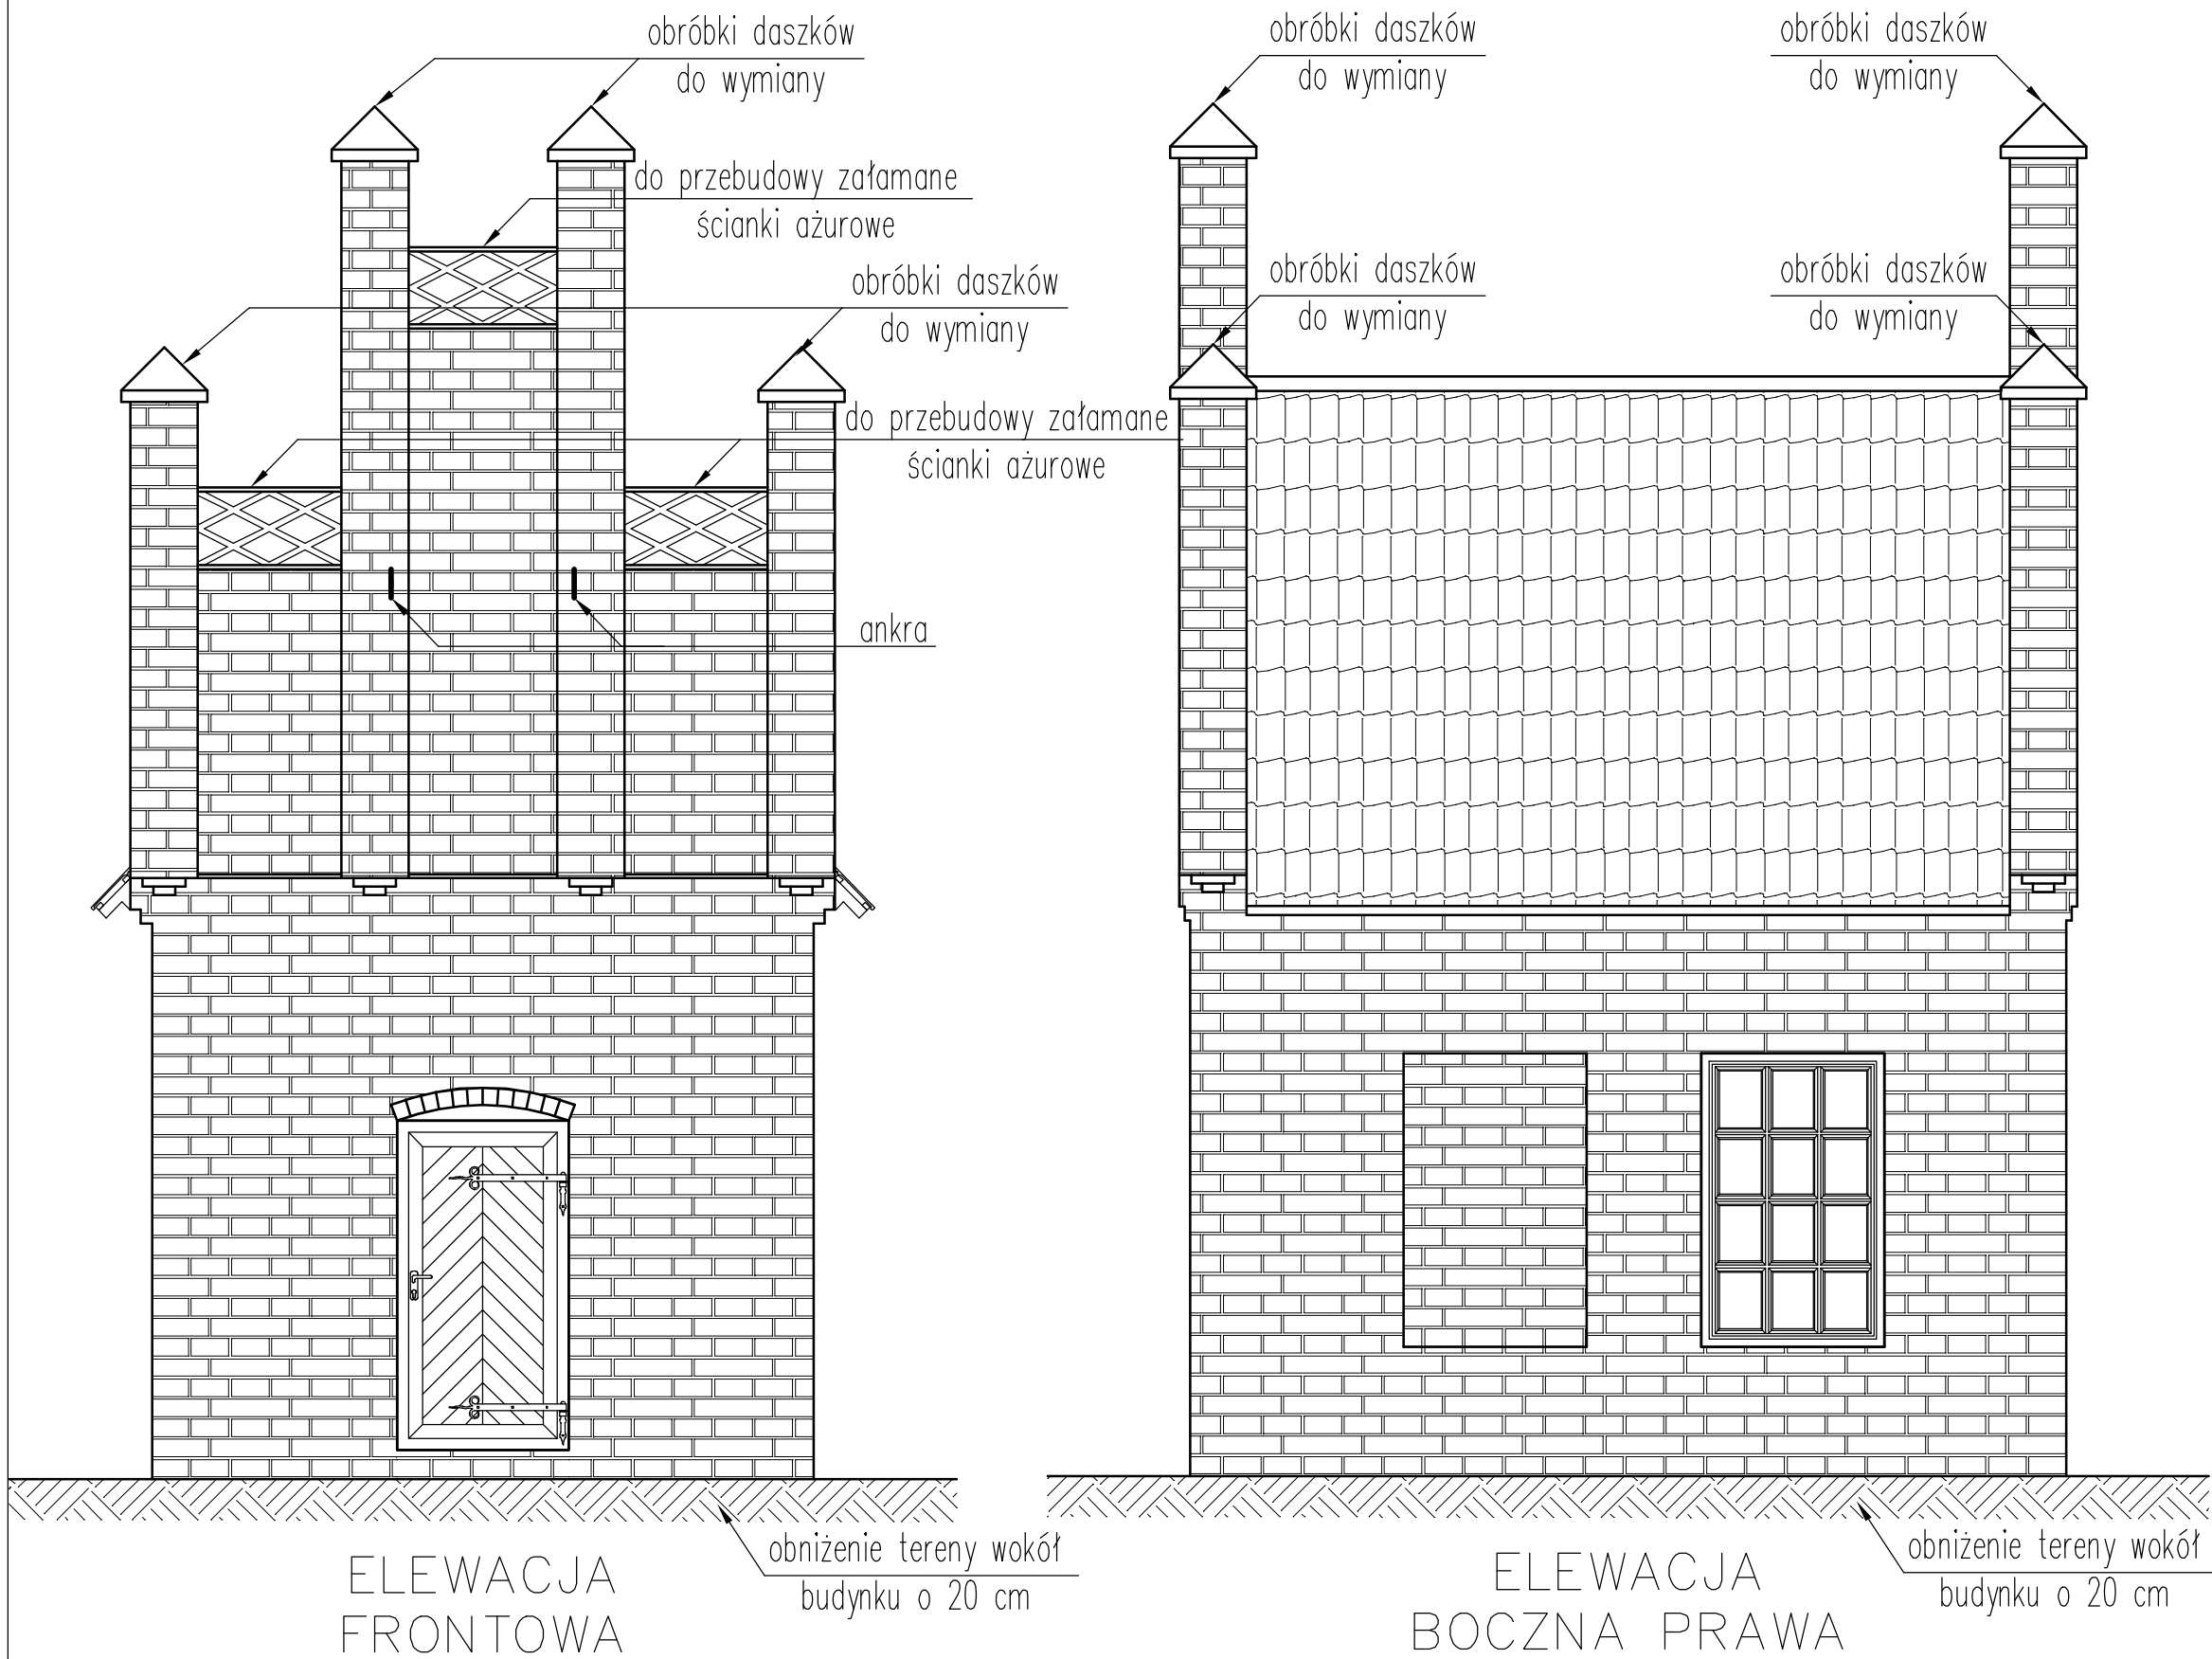 obróbki daszków
do wymiany
do przebudowy załamane
ścianki ażurowe
obróbki daszków
do wymiany
do przebudowy załamane
ścianki ażurowe
ankra
obniżenie tereny wokół
budynku o 20 cm
ELEWACJA
FRONTOWA
obróbki daszków
do wymiany
obróbki daszków
do wymiany
obróbki daszków
do wymiany
obróbki daszków
do wymiany
obniżenie tereny wokół
budynku o 20 cm
ELEWACJA
BOCZNA PRAWA